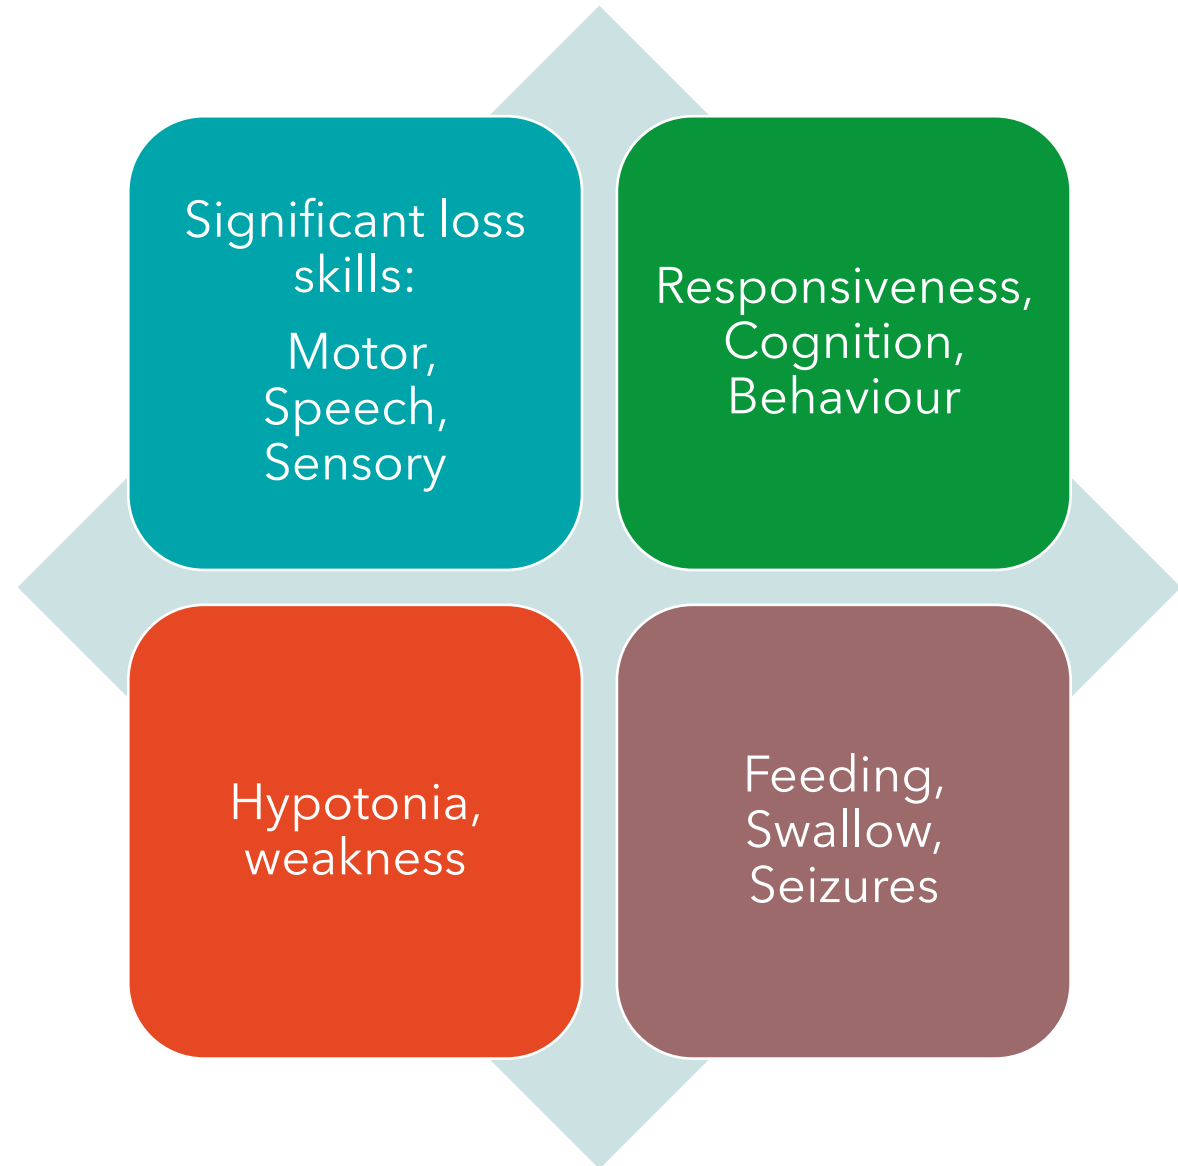 Significant loss
skills:
Motor,
Speech,
Sensory
Responsiveness,
Cognition,
Behaviour
Hypotonia,
weakness
Feeding,
Swallow,
Seizures